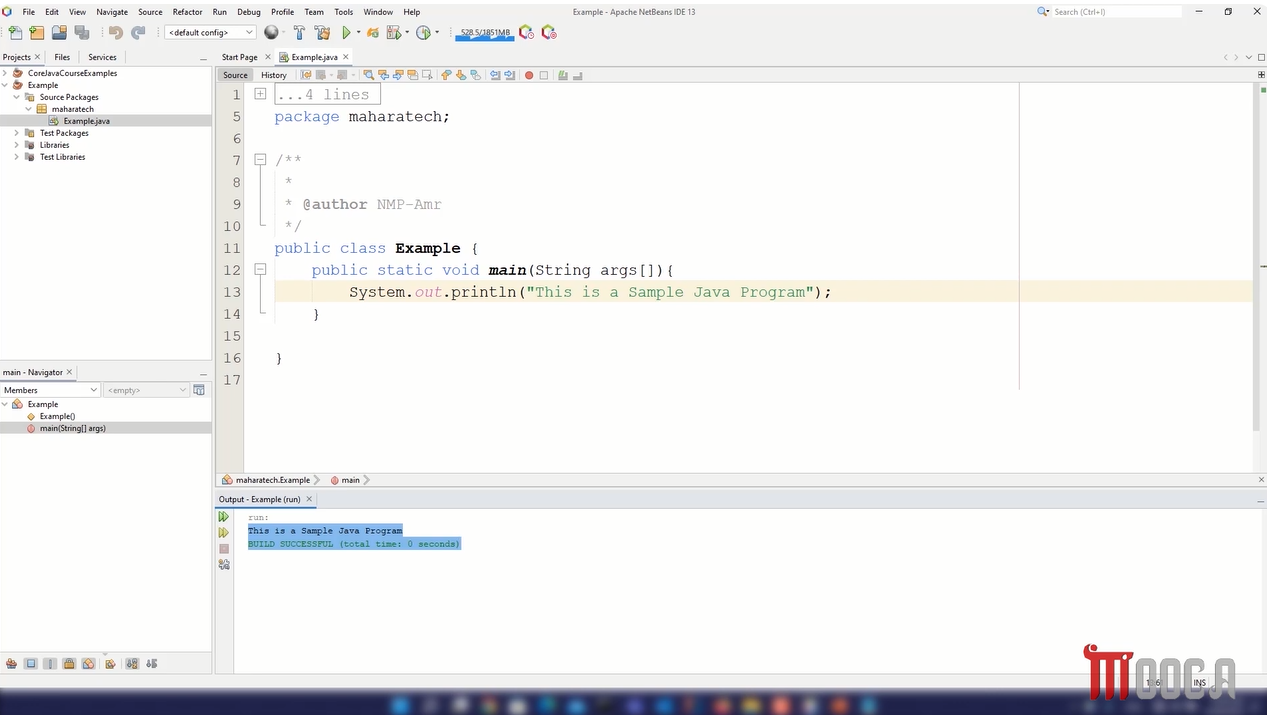 File Edit View Navigate Source Refactor Run Debug Profile Team Tools Window Help
Example - Apache NetBeans IDE 13
Search (Ctrl+I)
<default config>
528.5/1851MB
Projects Files Services
Start Page Example.java
Source History
CoreJavaCourseExamples
Example
Source Packages
maharatech
Example.java
Test Packages
Libraries
Test Libraries
1 ...4 lines
5 package maharatech;
6
7 /**
8 *
9 * @author NMP-Amr
10 */
11 public class Example {
12 public static void main(String args[]){
13 System.out.println("This is a Sample Java Program");
14 }
15
16 }
17
main - Navigator
Members <empty>
Example
Example()
main(String[] args)
maharatech.Example main
Output - Example (run)
run:
This is a Sample Java Program
BUILD SUCCESSFUL (total time: 0 seconds)
INS
MOOCA